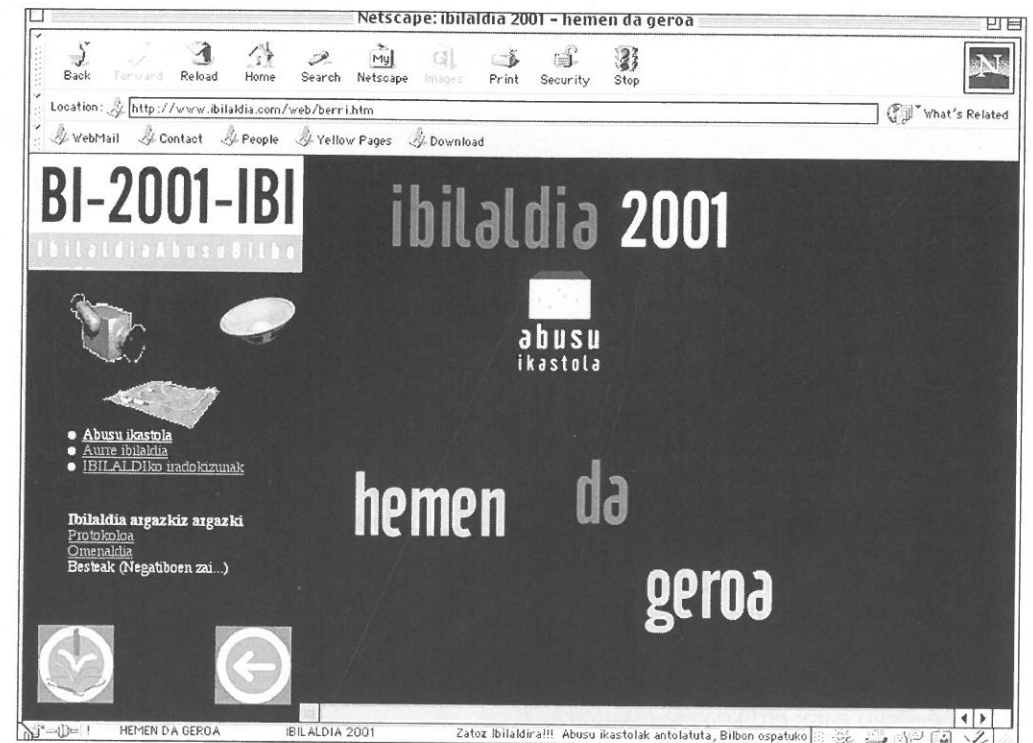 Netscape: ibilaldia 2001 – hemen da geroa
Back Forward Reload Home Search Netscape Images Print Security Stop
My
N
Location: http://www.ibilaldia.com/web/berri.htm What's Related
WebMail Contact People Yellow Pages Download
BI-2001-IBI
IbilaldiaAbusuBilbo
ibilaldia 2001
abusu
ikastola
Abusu ikastola
Aurre ibilaldia
IBILALDIko iradokizunak
hemen da
geroa
Ibilaldia argazkiz argazki
Protokoloa
Omenaldia
Besteak (Negatiboen zai...)
HEMEN DA GEROA IBILALDIA 2001 Zatoz Ibilaldira!!! Abusu ikastolak antolatuta, Bilbon ospatuko